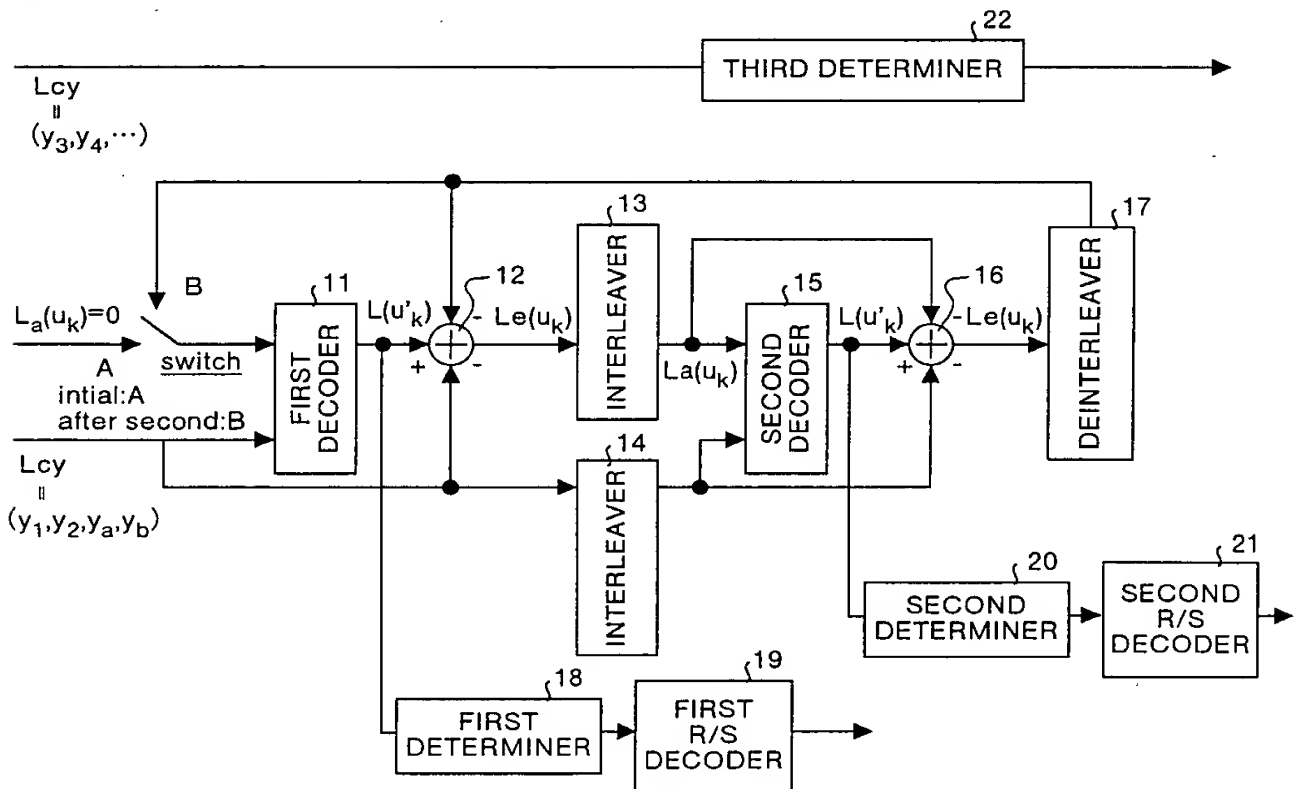 22
THIRD DETERMINER
Lcy
=
(y3,y4,···)
13
17
B
11
12
15
16
La(uk)=0
L(u'k)
-
Le(uk)
INTERLEAVER
L(u'k)
-
Le(uk)
DEINTERLEAVER
A
switch
FIRST
DECODER
+
-
La(uk)
SECOND
DECODER
+
-
intial:A
after second:B
14
Lcy
=
(y1,y2,ya,yb)
INTERLEAVER
20
21
SECOND
DETERMINER
SECOND
R/S
DECODER
18
19
FIRST
DETERMINER
FIRST
R/S
DECODER